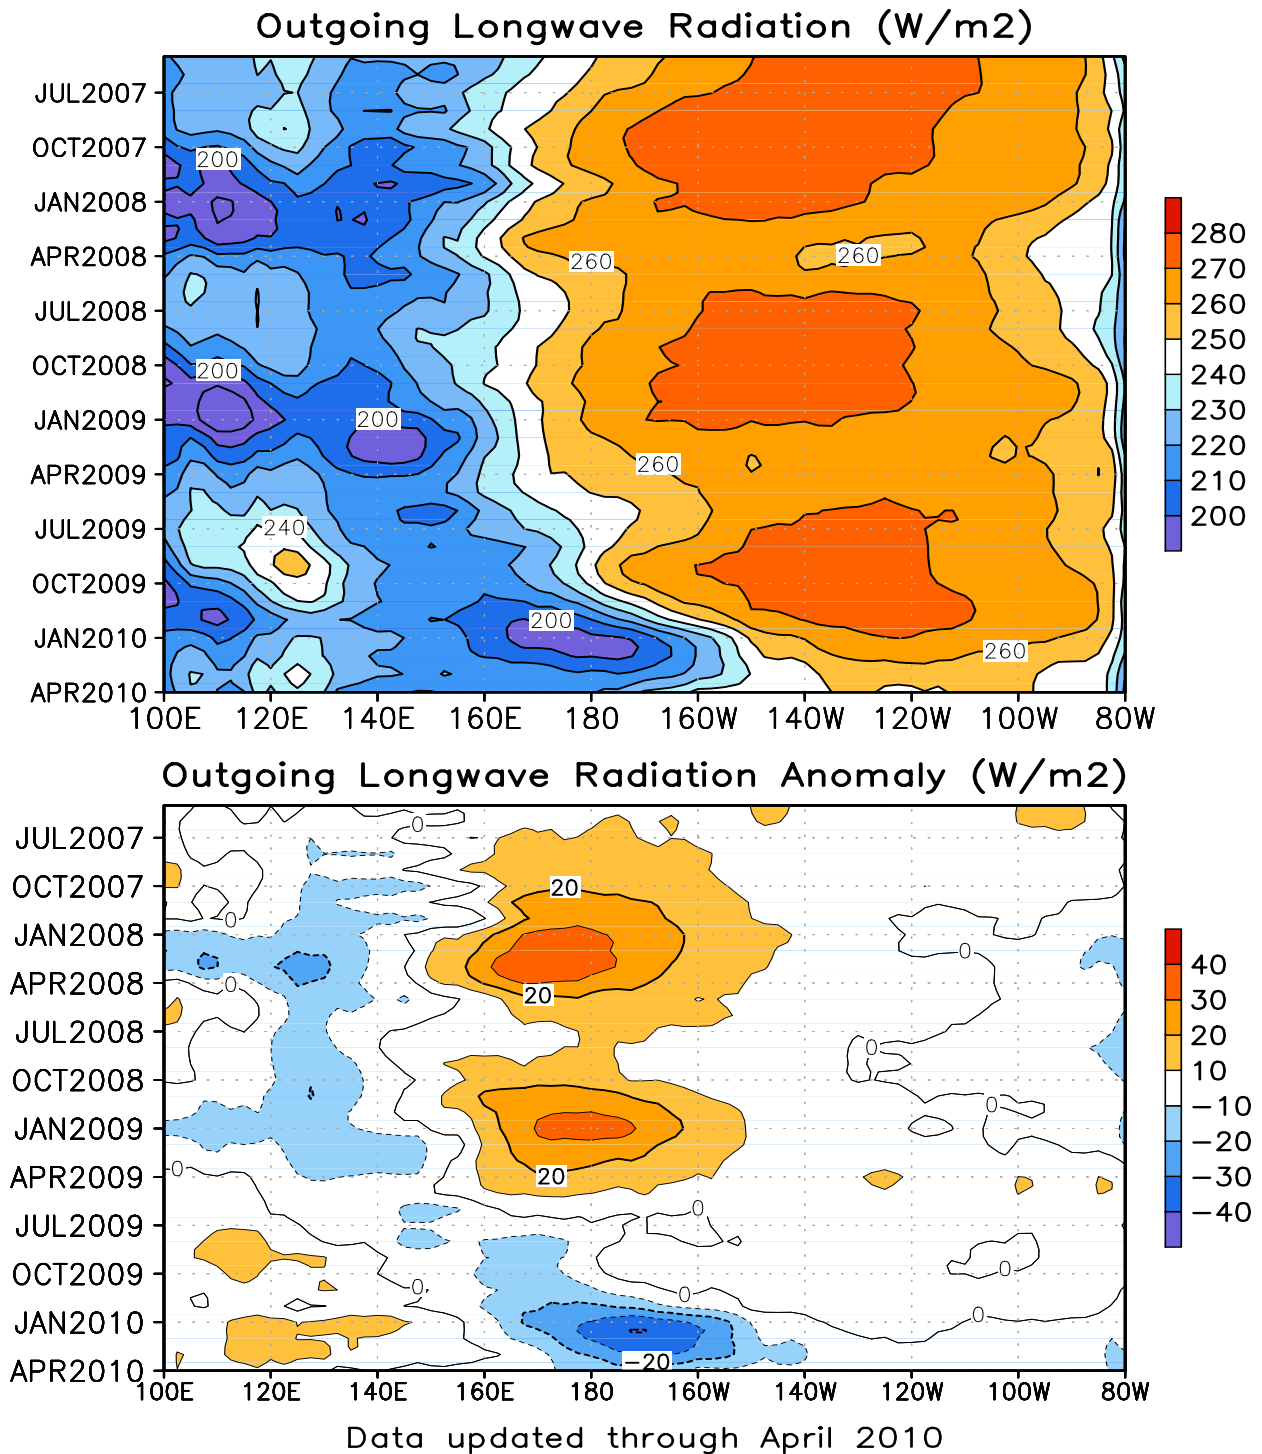 Outgoing Longwave Radiation (W/m2)
JUL2007
OCT2007
200
JAN2008
280
APR2008
260
260
270
260
JUL2008
250
240
OCT2008
200
230
JAN2009
200
220
210
APR2009
260
200
JUL2009
240
OCT2009
JAN2010
200
260
APR2010
100E 120E 140E 160E 180 160W 140W 120W 100W 80W
Outgoing Longwave Radiation Anomaly (W/m2)
JUL2007
0
OCT2007
20
0
JAN2008
0
40
APR2008
0
20
30
JUL2008
0
20
10
OCT2008
0
-10
JAN2009
-20
APR2009
0
20
-30
JUL2009
0
-40
OCT2009
0
0
0
JAN2010
0
-20
APR2010
100E 120E 140E 160E 180 160W 140W 120W 100W 80W
Data updated through April 2010